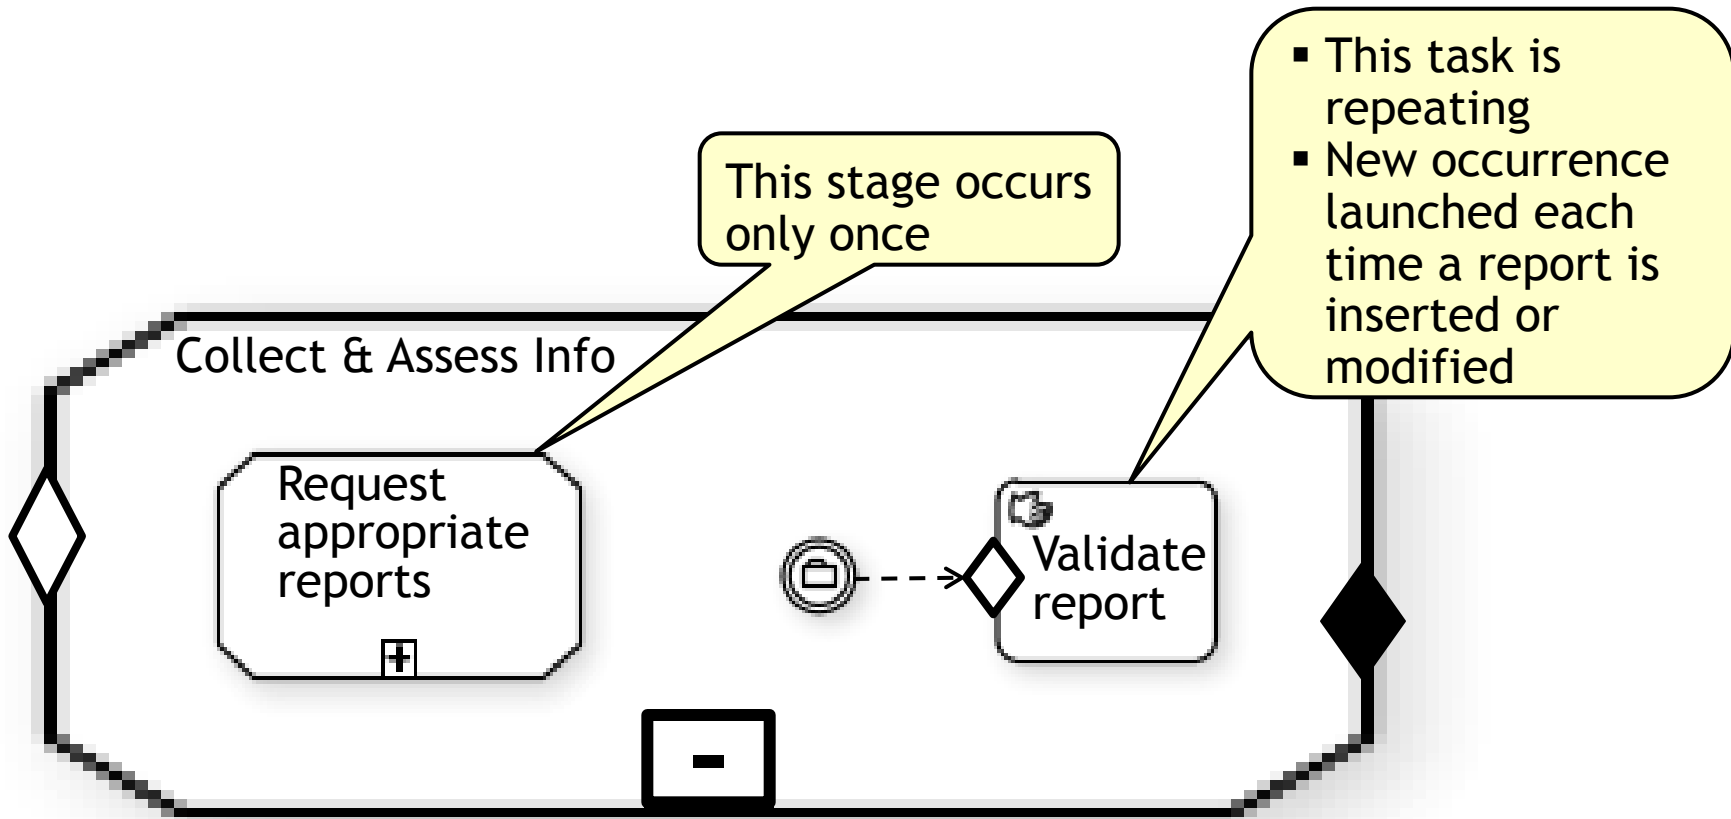 ▪ This task is
repeating
▪ New occurrence
launched each
time a report is
inserted or
modified
This stage occurs
only once
Collect & Assess Info
Request
appropriate
reports
Validate
report